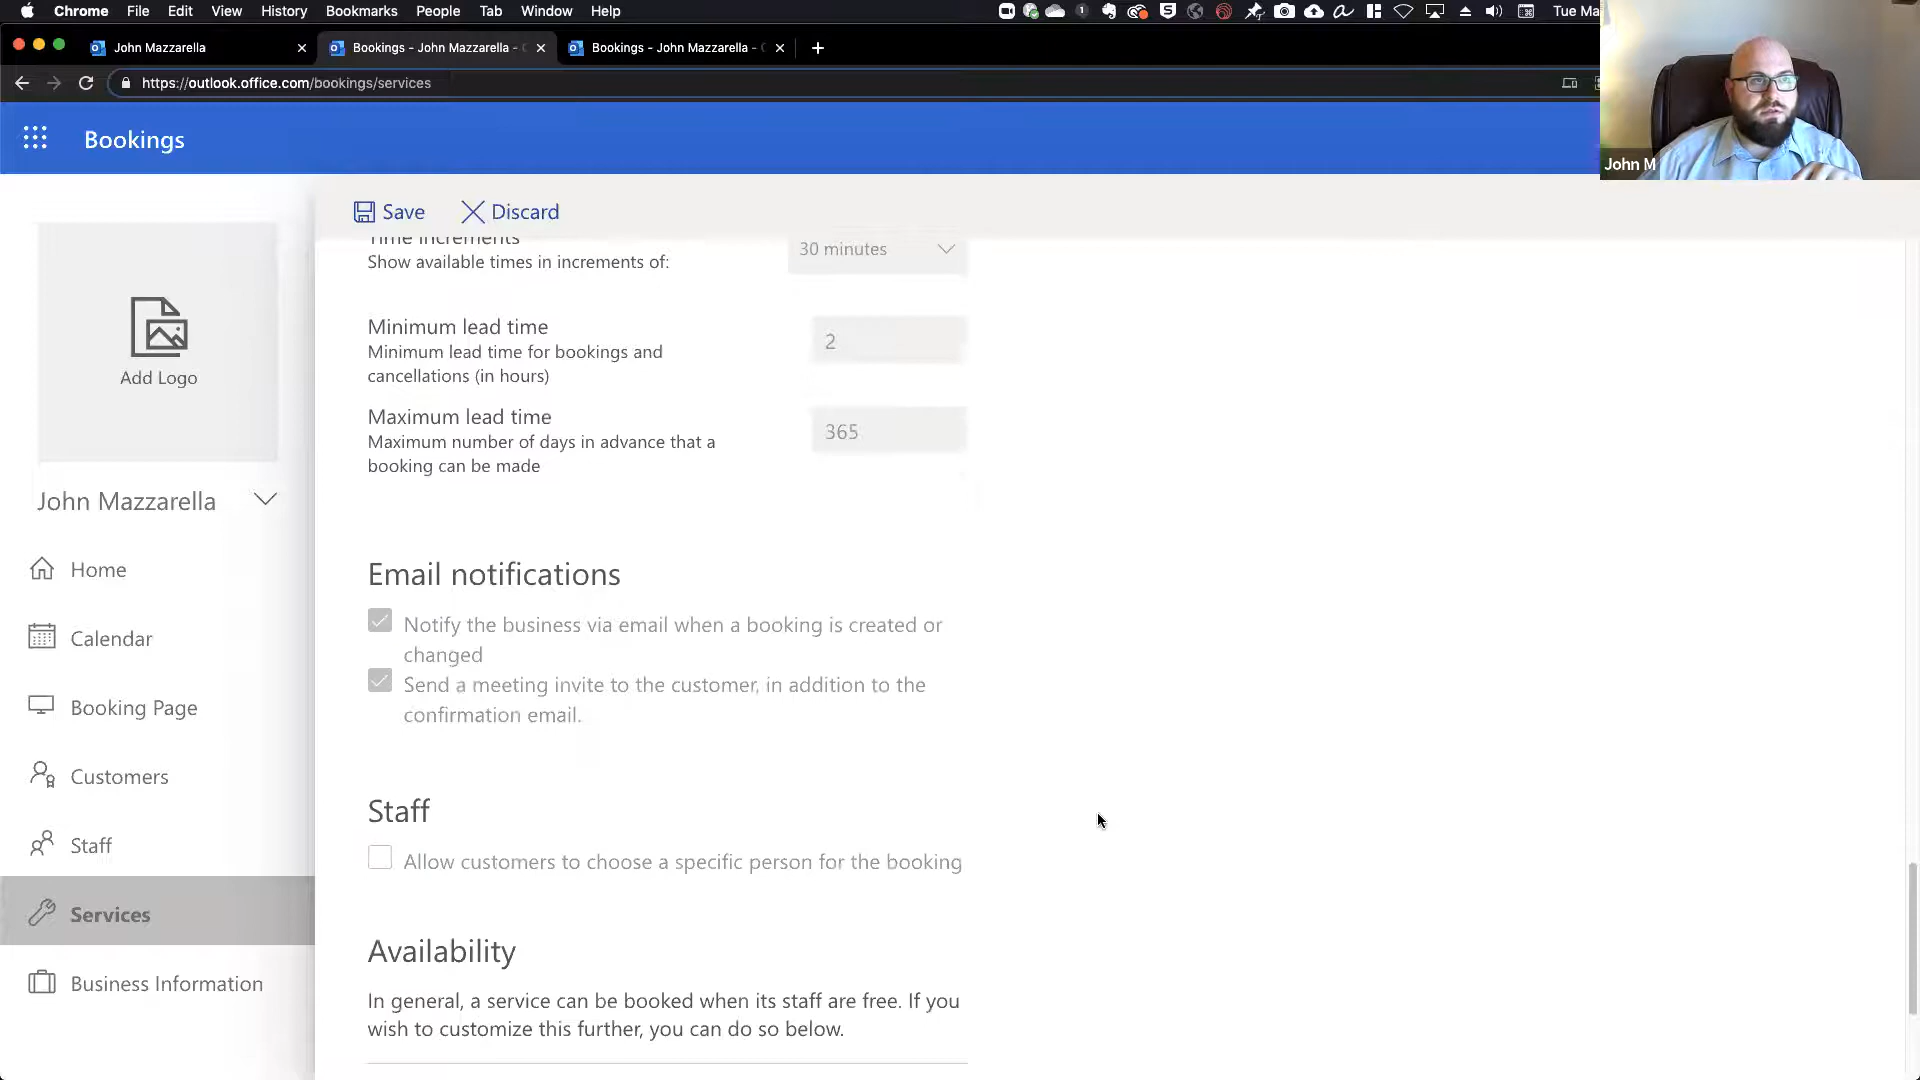 Chrome File Edit View History Bookmarks People Tab Window Help
Tue Ma
John Mazzarella
Bookings - John Mazzarella -
Bookings - John Mazzarella -
https://outlook.office.com/bookings/services
John M
Bookings
Save
Discard
Time increments
30 minutes
Show available times in increments of:
Minimum lead time
Minimum lead time for bookings and
cancellations (in hours)
2
Maximum lead time
Maximum number of days in advance that a
booking can be made
365
Add Logo
John Mazzarella
Home
Calendar
Booking Page
Customers
Staff
Services
Business Information
Email notifications
Notify the business via email when a booking is created or
changed
Send a meeting invite to the customer, in addition to the
confirmation email.
Staff
Allow customers to choose a specific person for the booking
Availability
In general, a service can be booked when its staff are free. If you
wish to customize this further, you can do so below.